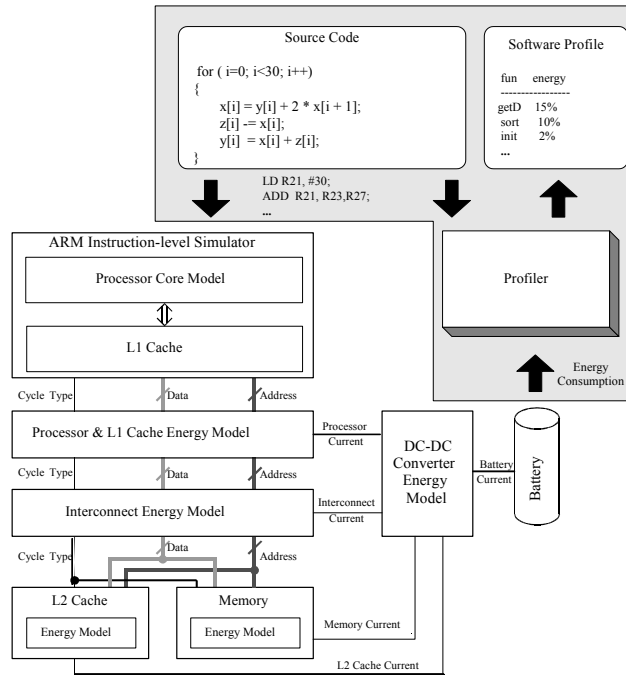 Source Code
for ( i=0; i<30; i++)
{
x[i] = y[i] + 2 * x[i + 1];
z[i] -= x[i];
y[i] = x[i] + z[i];
}
Software Profile
fun energy
-----------------
getD 15%
sort 10%
init 2%
...
LD R21, #30;
ADD R21, R23,R27;
...
ARM Instruction-level Simulator
Processor Core Model
L1 Cache
Profiler
Energy
Consumption
Cycle Type
Data
Address
Processor & L1 Cache Energy Model
Processor
Current
DC-DC
Converter
Energy
Model
Battery
Current
Battery
Cycle Type
Data
Address
Interconnect Energy Model
Interconnect
Current
Cycle Type
Data
Address
L2 Cache
Energy Model
Memory
Energy Model
Memory Current
L2 Cache Current